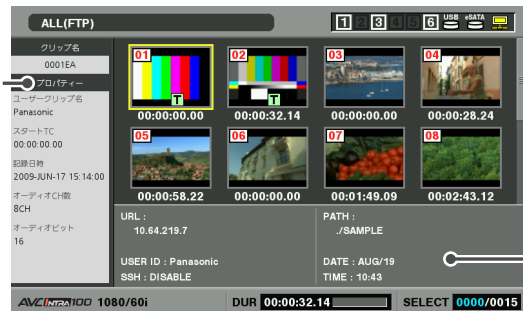 ALL(FTP)
1 2 3 4 5 6 USB eSATA
クリップ名
0001EA
プロパティー
ユーザークリップ名
Panasonic
スタートTC
00:00:00.00
記録日時
2009-JUN-17 15:14:00
オーディオCH数
8CH
オーディオビット
16
01 02 03 04
T T
00:00:00.00 00:00:32.14 00:00:00.00 00:00:28.24
05 06 07 08
00:00:58.22 00:00:00.00 00:01:49.09 00:02:43.12
URL :
10.64.219.7
USER ID : Panasonic
SSH : DISABLE
PATH :
./SAMPLE
DATE : AUG/19
TIME : 10:43
AVC INTRA 100 1080/60i DUR 00:00:32.14 SELECT 0000/0015